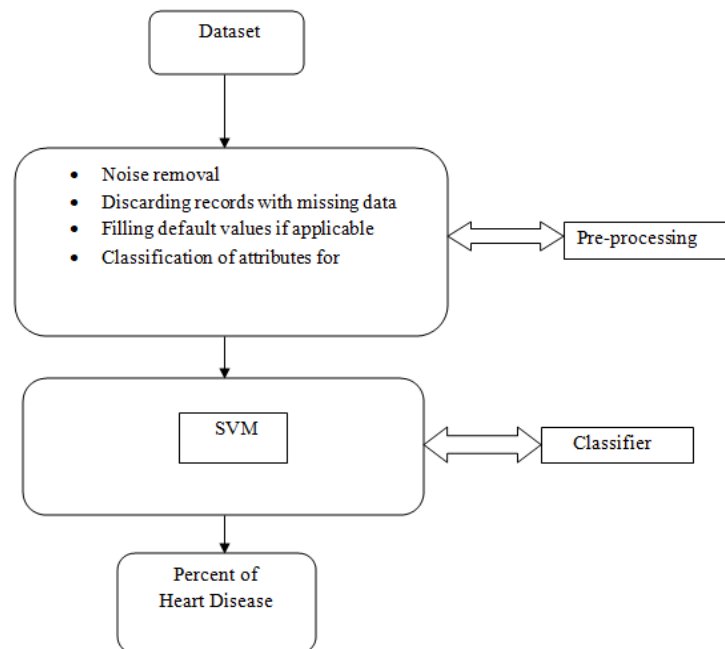 Dataset
• Noise removal
• Discarding records with missing data
• Filling default values if applicable
• Classification of attributes for
Pre-processing
SVM
Classifier
Percent of
Heart Disease